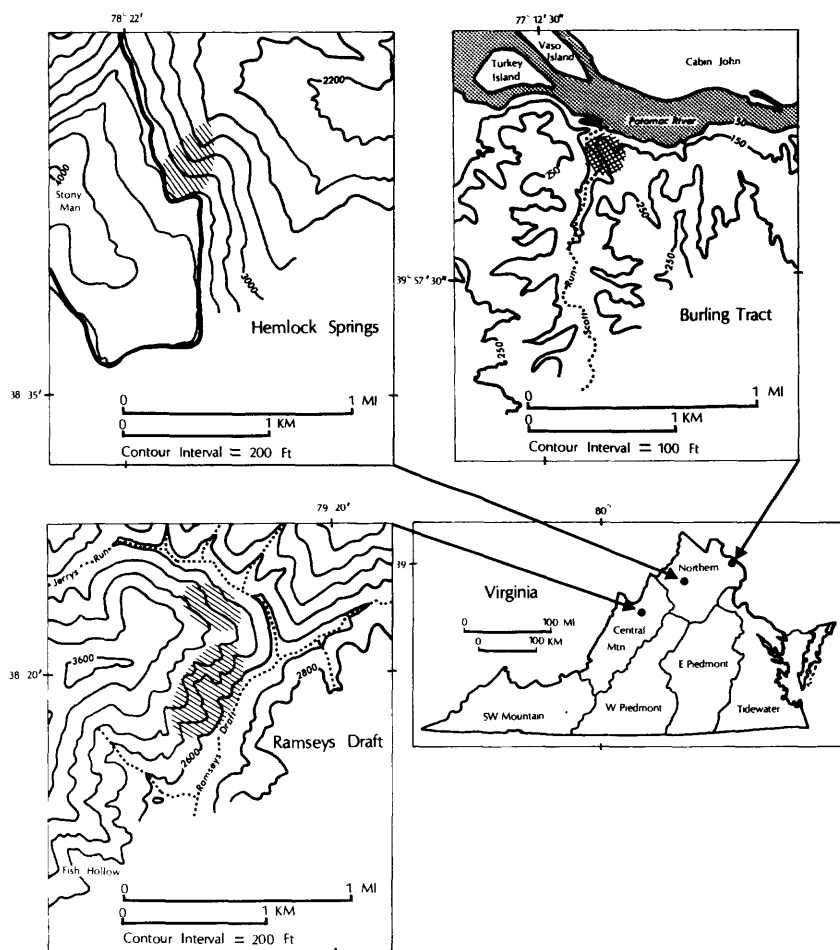 78° 22'
2200
4000
Stony
Man
3000
Hemlock Springs
38 35'
0 1 MI
0 1 KM
Contour Interval = 200 Ft
77° 12' 30"
Vaso
Island
Turkey
Island
Cabin John
Potamac River
50
150
250
250
250
250
250
39° 57' 30"
Run
Scott
Burling Tract
0 1 MI
0 1 KM
Contour Interval = 100 Ft
79° 20'
Jerrys Run
3600
38° 20'
2800
2600
Ramseys Draft
Ramseys Draft
Fish Hollow
0 1 MI
0 1 KM
Contour Interval = 200 Ft
80°
39
Virginia
Northern
0 100 MI
0 100 KM
Central
Mtn
E Piedmont
SW Mountain
W Piedmont
Tidewater